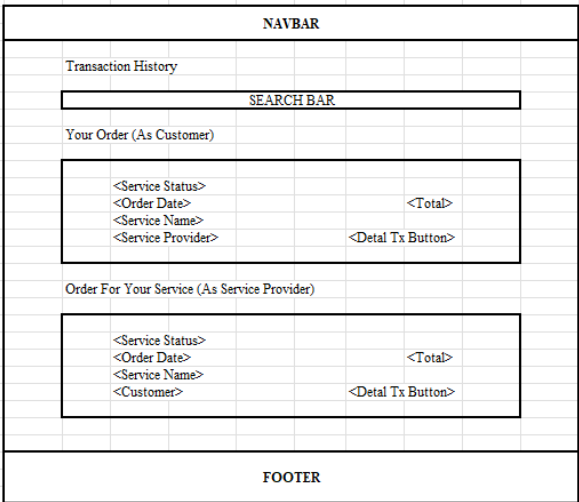 NAVBAR
Transaction History
SEARCH BAR
Your Order (As Customer)
<Service Status>
<Order Date> <Total>
<Service Name>
<Service Provider> <Detal Tx Button>
Order For Your Service (As Service Provider)
<Service Status>
<Order Date> <Total>
<Service Name>
<Customer> <Detal Tx Button>
FOOTER